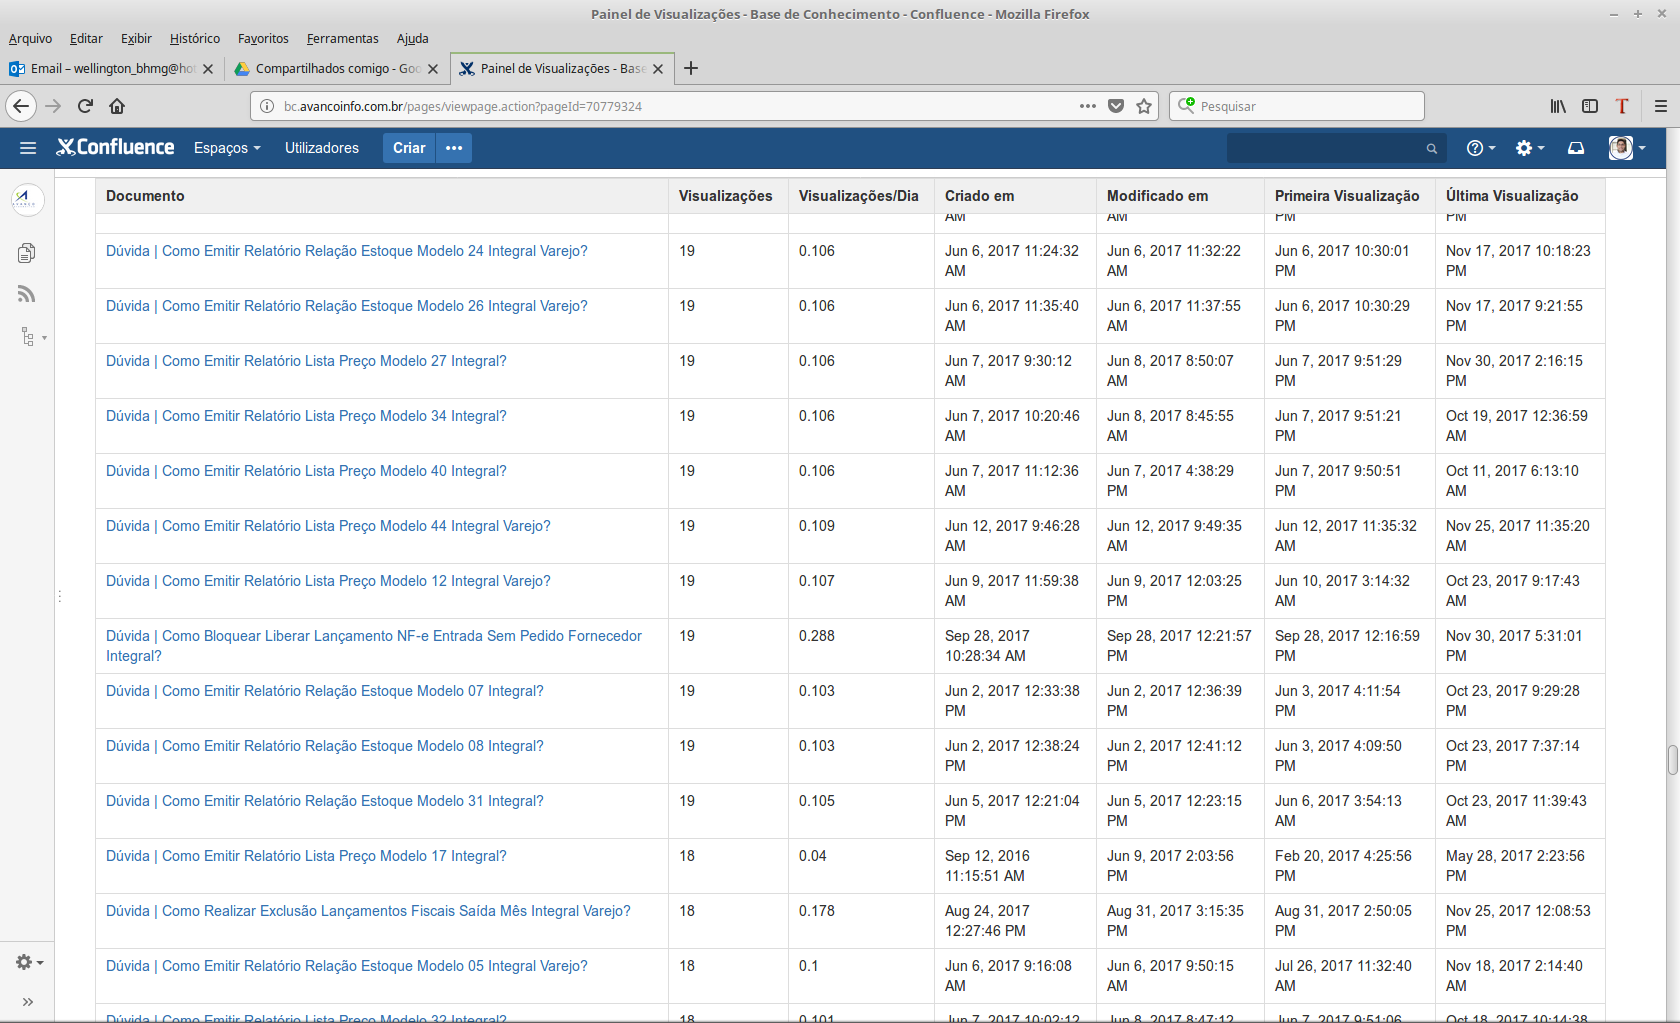 Painel de Visualizações - Base de Conhecimento - Confluence - Mozilla Firefox
Arquivo Editar Exibir Histórico Favoritos Ferramentas Ajuda
Email – wellington_bhmg@ho Compartilhados comigo - Goo Painel de Visualizações - Base
bc.avancoinfo.com.br/pages/viewpage.action?pageId=70779324 Pesquisar
Confluence Espaços Utilizadores Criar
Documento Visualizações Visualizações/Dia Criado em Modificado em Primeira Visualização Última Visualização
AM AM PM PM
Dúvida | Como Emitir Relatório Relação Estoque Modelo 24 Integral Varejo? 19 0.106 Jun 6, 2017 11:24:32 Jun 6, 2017 11:32:22 Jun 6, 2017 10:30:01 Nov 17, 2017 10:18:23
AM AM PM PM
Dúvida | Como Emitir Relatório Relação Estoque Modelo 26 Integral Varejo? 19 0.106 Jun 6, 2017 11:35:40 Jun 6, 2017 11:37:55 Jun 6, 2017 10:30:29 Nov 17, 2017 9:21:55
AM AM PM PM
Dúvida | Como Emitir Relatório Lista Preço Modelo 27 Integral? 19 0.106 Jun 7, 2017 9:30:12 Jun 8, 2017 8:50:07 Jun 7, 2017 9:51:29 Nov 30, 2017 2:16:15
AM AM PM PM
Dúvida | Como Emitir Relatório Lista Preço Modelo 34 Integral? 19 0.106 Jun 7, 2017 10:20:46 Jun 8, 2017 8:45:55 Jun 7, 2017 9:51:21 Oct 19, 2017 12:36:59
AM AM PM AM
Dúvida | Como Emitir Relatório Lista Preço Modelo 40 Integral? 19 0.106 Jun 7, 2017 11:12:36 Jun 7, 2017 4:38:29 Jun 7, 2017 9:50:51 Oct 11, 2017 6:13:10
AM PM PM AM
Dúvida | Como Emitir Relatório Lista Preço Modelo 44 Integral Varejo? 19 0.109 Jun 12, 2017 9:46:28 Jun 12, 2017 9:49:35 Jun 12, 2017 11:35:32 Nov 25, 2017 11:35:20
AM AM AM AM
Dúvida | Como Emitir Relatório Lista Preço Modelo 12 Integral Varejo? 19 0.107 Jun 9, 2017 11:59:38 Jun 9, 2017 12:03:25 Jun 10, 2017 3:14:32 Oct 23, 2017 9:17:43
AM PM AM AM
Dúvida | Como Bloquear Liberar Lançamento NF-e Entrada Sem Pedido Fornecedor 19 0.288 Sep 28, 2017 Sep 28, 2017 12:21:57 Sep 28, 2017 12:16:59 Nov 30, 2017 5:31:01
Integral? 10:28:34 AM PM PM PM
Dúvida | Como Emitir Relatório Relação Estoque Modelo 07 Integral? 19 0.103 Jun 2, 2017 12:33:38 Jun 2, 2017 12:36:39 Jun 3, 2017 4:11:54 Oct 23, 2017 9:29:28
PM PM PM PM
Dúvida | Como Emitir Relatório Relação Estoque Modelo 08 Integral? 19 0.103 Jun 2, 2017 12:38:24 Jun 2, 2017 12:41:12 Jun 3, 2017 4:09:50 Oct 23, 2017 7:37:14
PM PM PM PM
Dúvida | Como Emitir Relatório Relação Estoque Modelo 31 Integral? 19 0.105 Jun 5, 2017 12:21:04 Jun 5, 2017 12:23:15 Jun 6, 2017 3:54:13 Oct 23, 2017 11:39:43
PM PM AM AM
Dúvida | Como Emitir Relatório Lista Preço Modelo 17 Integral? 18 0.04 Sep 12, 2016 Jun 9, 2017 2:03:56 Feb 20, 2017 4:25:56 May 28, 2017 2:23:56
11:15:51 AM PM PM PM
Dúvida | Como Realizar Exclusão Lançamentos Fiscais Saída Mês Integral Varejo? 18 0.178 Aug 24, 2017 Aug 31, 2017 3:15:35 Aug 31, 2017 2:50:05 Nov 25, 2017 12:08:53
12:27:46 PM PM PM PM
Dúvida | Como Emitir Relatório Relação Estoque Modelo 05 Integral Varejo? 18 0.1 Jun 6, 2017 9:16:08 Jun 6, 2017 9:50:15 Jul 26, 2017 11:32:40 Nov 18, 2017 2:14:40
AM AM AM AM
Dúvida | Como Emitir Relatório Lista Preço Modelo 32 Integral? 18 0.101 Jun 7, 2017 10:02:12 Jun 8, 2017 8:47:12 Jun 7, 2017 9:51:06 Oct 18, 2017 10:14:38